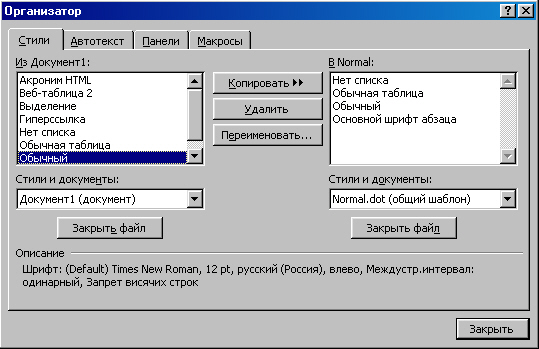 Организатор
Стили Автотекст Панели Макросы
Из Документ1: В Normal:
Акроним HTML
Веб-таблица 2
Выделение
Гиперссылка
Нет списка
Обычная таблица
Обычный
Копировать
Удалить
Переименовать...
Нет списка
Обычная таблица
Обычный
Основной шрифт абзаца
Стили и документы: Стили и документы:
Документ1 (документ) Normal.dot (общий шаблон)
Закрыть файл Закрыть файл
Описание
Шрифт: (Default) Times New Roman, 12 pt, русский (Россия), влево, Междустр.интервал:
одинарный, Запрет висячих строк
Закрыть